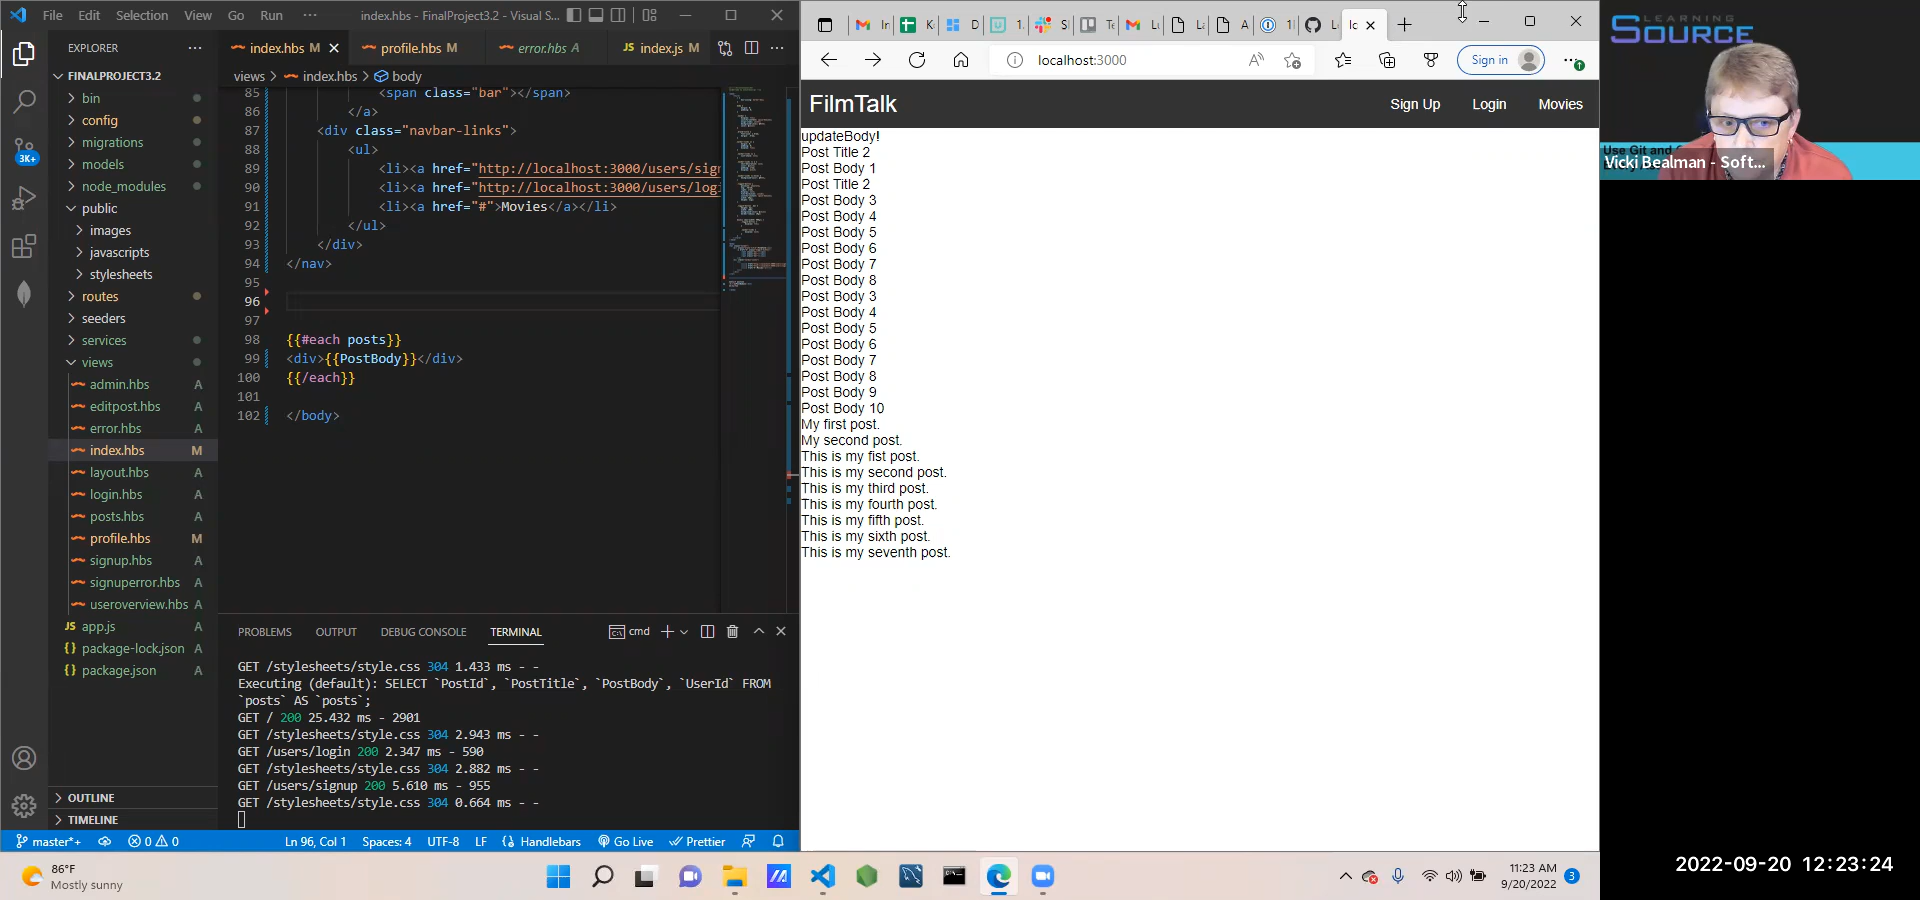 File Edit Selection View Go Run ··· index.hbs - FinalProject3.2 - Visual S...
EXPLORER ···
FINALPROJECT3.2
bin
config
migrations
models
node_modules
public
images
javascripts
stylesheets
routes
seeders
services
views
admin.hbs A
editpost.hbs A
error.hbs A
index.hbs M
layout.hbs A
login.hbs A
posts.hbs A
profile.hbs M
signup.hbs A
signuperror.hbs A
useroverview.hbs A
JS app.js A
{} package-lock.json A
{} package.json A
OUTLINE
TIMELINE
3K+
index.hbs M profile.hbs M error.hbs A JS index.js M ···
views > index.hbs > body
85 <span class="bar"></span>
86 </a>
87 <div class="navbar-links">
88 <ul>
89 <li><a href="http://localhost:3000/users/sig
90 <li><a href="http://localhost:3000/users/log
91 <li><a href="#">Movies</a></li>
92 </ul>
93 </div>
94 </nav>
95
96
97
98 {{#each posts}}
99 <div>{{PostBody}}</div>
100 {{/each}}
101
102 </body>
PROBLEMS OUTPUT DEBUG CONSOLE TERMINAL cmd
GET /stylesheets/style.css 304 1.433 ms - -
Executing (default): SELECT `PostId`, `PostTitle`, `PostBody`, `UserId` FROM
`posts` AS `posts`;
GET / 200 25.432 ms - 2901
GET /stylesheets/style.css 304 2.943 ms - -
GET /users/login 200 2.347 ms - 590
GET /stylesheets/style.css 304 2.882 ms - -
GET /users/signup 200 5.610 ms - 955
GET /stylesheets/style.css 304 0.664 ms - -
master*+ 0 0 Ln 96, Col 1 Spaces: 4 UTF-8 LF {} Handlebars Go Live Prettier
localhost:3000 Sign in
FilmTalk Sign Up Login Movies
updateBody!
Post Title 2
Post Body 1
Post Title 2
Post Body 3
Post Body 4
Post Body 5
Post Body 6
Post Body 7
Post Body 8
Post Body 3
Post Body 4
Post Body 5
Post Body 6
Post Body 7
Post Body 8
Post Body 9
Post Body 10
My first post.
My second post.
This is my fist post.
This is my second post.
This is my third post.
This is my fourth post.
This is my fifth post.
This is my sixth post.
This is my seventh post.
LEARNING
SOURCE
Use Git and
Vicki Bealman - Soft...
86°F
Mostly sunny
11:23 AM
9/20/2022
3
2022-09-20 12:23:24